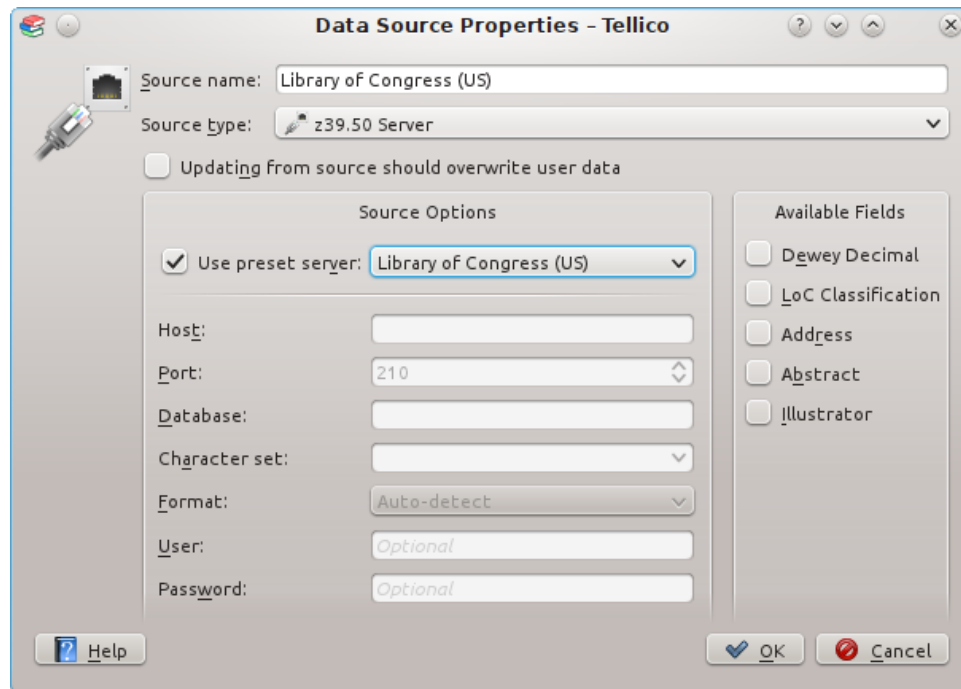 Data Source Properties – Tellico
Source name: Library of Congress (US)
Source type: z39.50 Server
Updating from source should overwrite user data
Source Options
Use preset server: Library of Congress (US)
Host:
Port: 210
Database:
Character set:
Format: Auto-detect
User: Optional
Password: Optional
Available Fields
Dewey Decimal
LoC Classification
Address
Abstract
Illustrator
Help
OK
Cancel